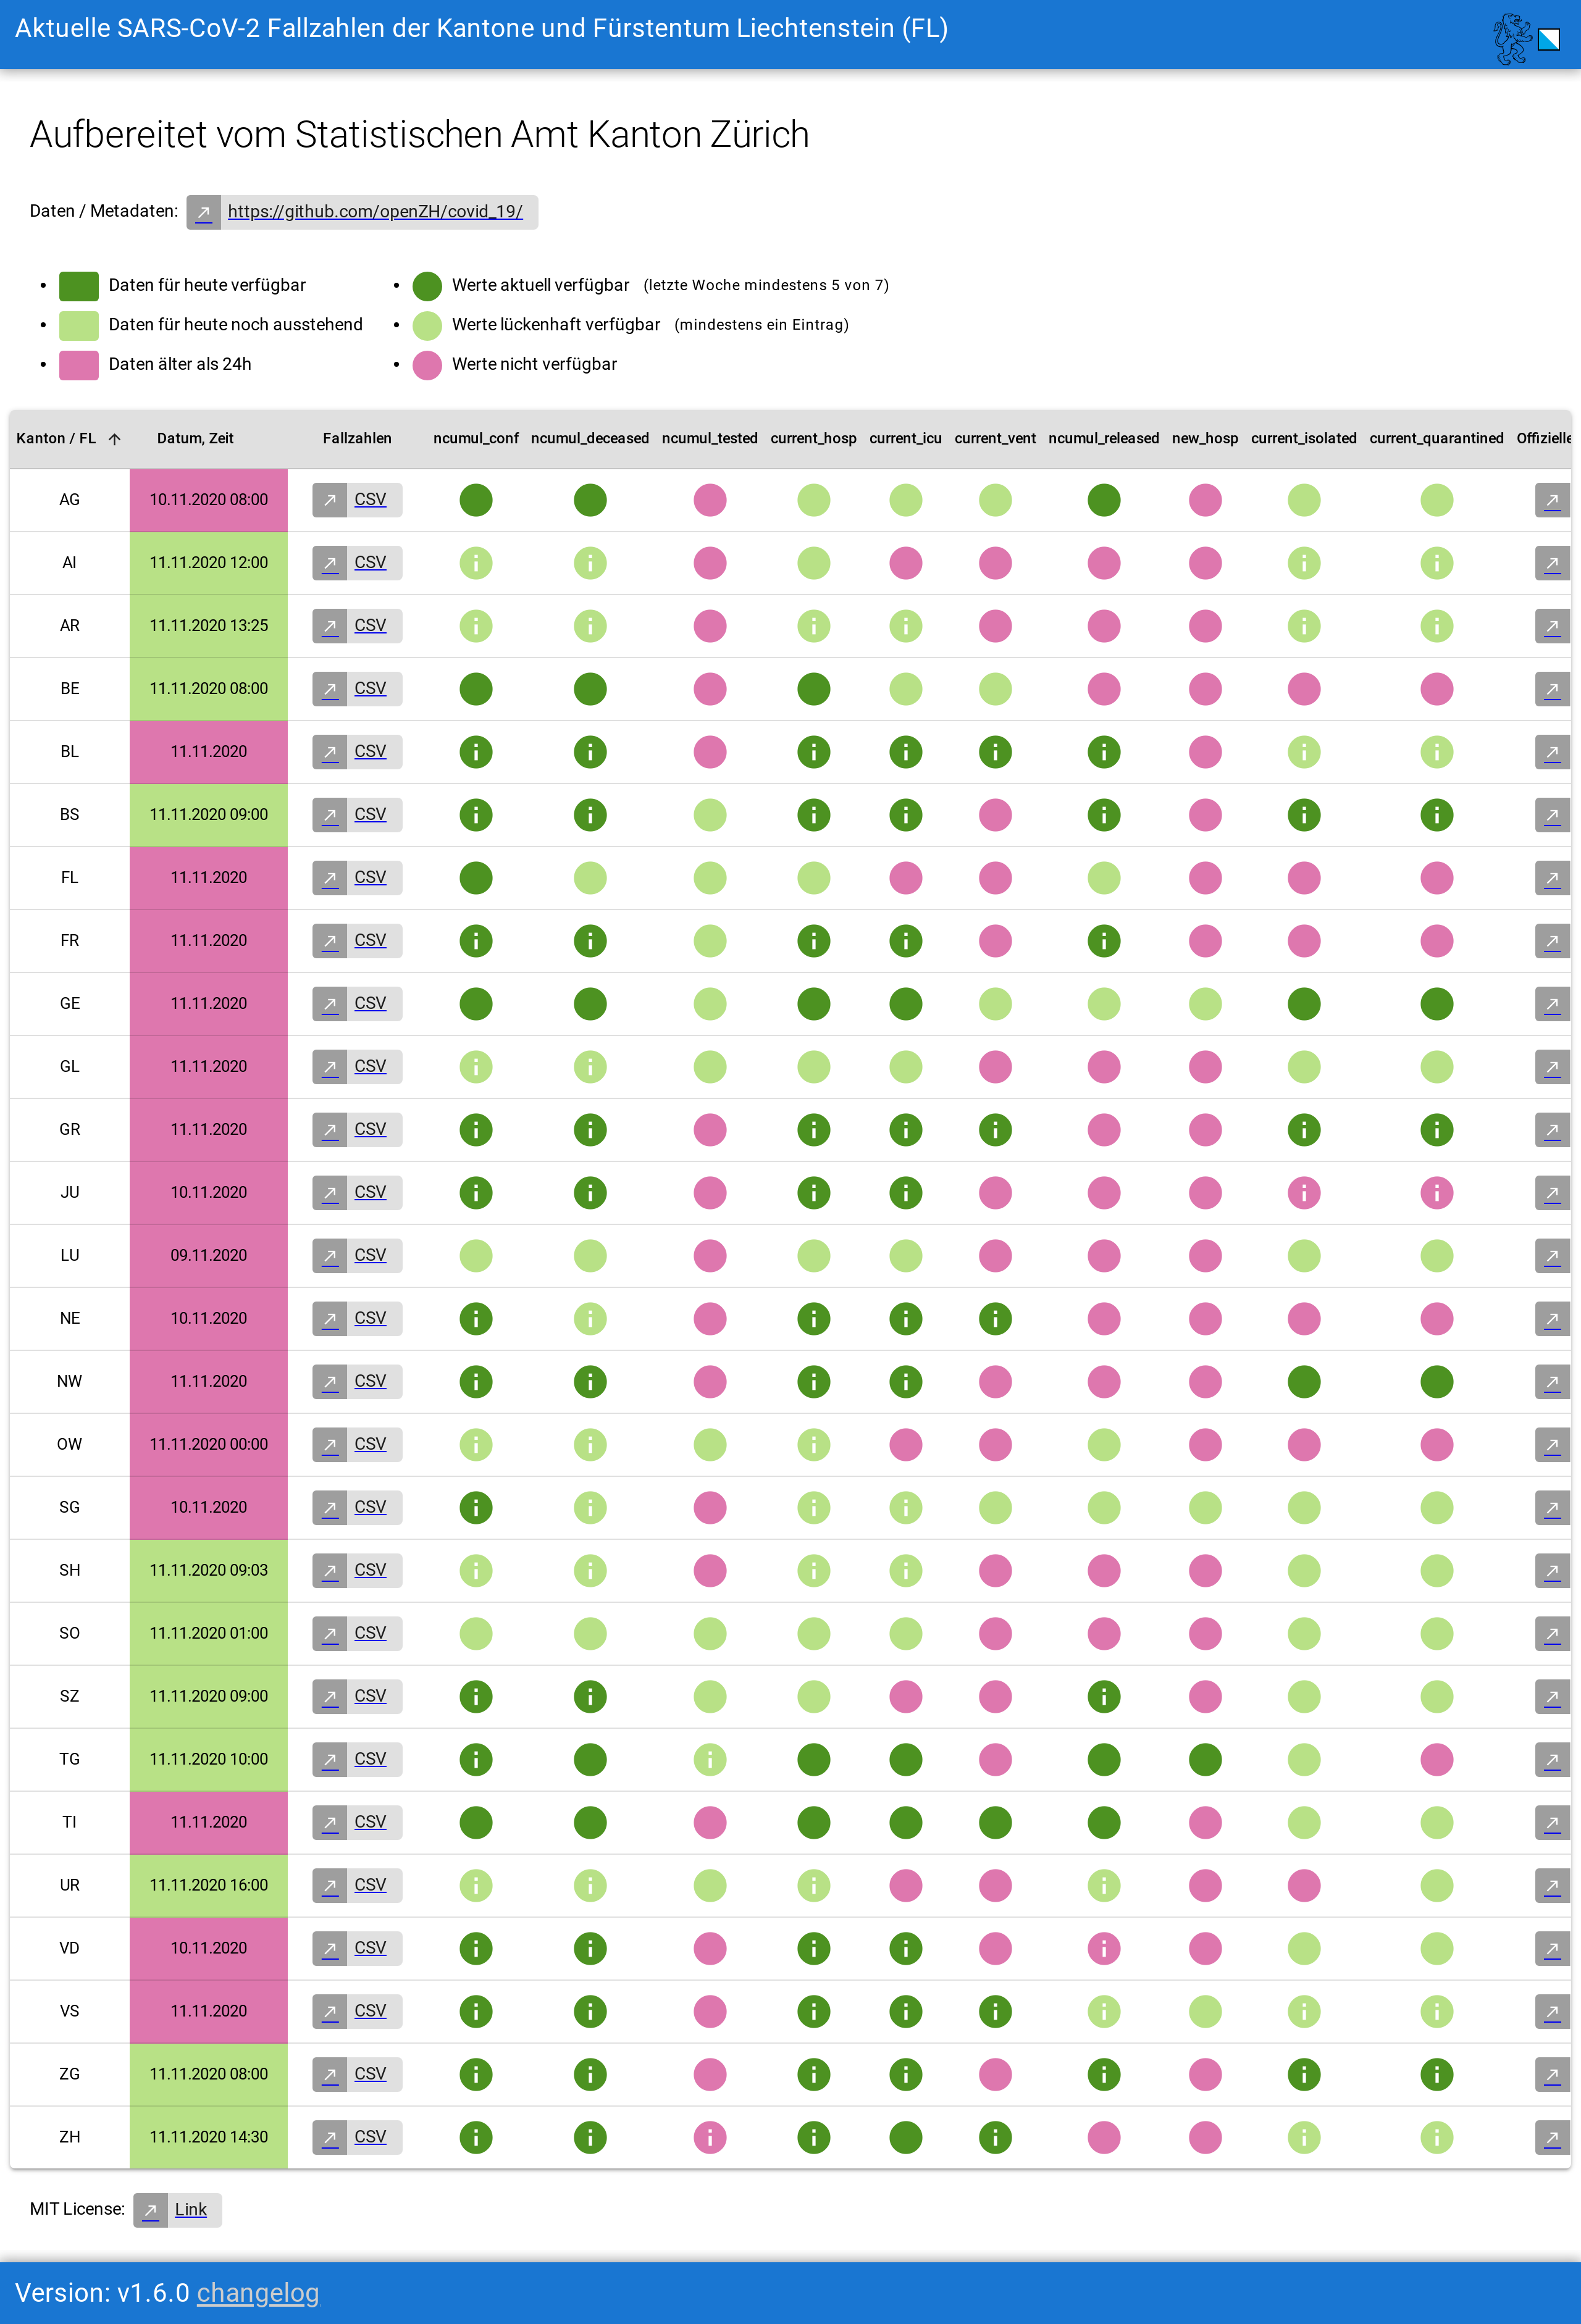 Aktuelle SARS-CoV-2 Fallzahlen der Kantone und Fürstentum Liechtenstein (FL)
Aufbereitet vom Statistischen Amt Kanton Zürich
Daten / Metadaten: https://github.com/openZH/covid_19/
Daten für heute verfügbar
Daten für heute noch ausstehend
Daten älter als 24h
Werte aktuell verfügbar (letzte Woche mindestens 5 von 7)
Werte lückenhaft verfügbar (mindestens ein Eintrag)
Werte nicht verfügbar
Kanton / FL Datum, Zeit Fallzahlen ncumul_conf ncumul_deceased ncumul_tested current_hosp current_icu current_vent ncumul_released new_hosp current_isolated current_quarantined Offizielle
AG 10.11.2020 08:00 CSV
AI 11.11.2020 12:00 CSV
AR 11.11.2020 13:25 CSV
BE 11.11.2020 08:00 CSV
BL 11.11.2020 CSV
BS 11.11.2020 09:00 CSV
FL 11.11.2020 CSV
FR 11.11.2020 CSV
GE 11.11.2020 CSV
GL 11.11.2020 CSV
GR 11.11.2020 CSV
JU 10.11.2020 CSV
LU 09.11.2020 CSV
NE 10.11.2020 CSV
NW 11.11.2020 CSV
OW 11.11.2020 00:00 CSV
SG 10.11.2020 CSV
SH 11.11.2020 09:03 CSV
SO 11.11.2020 01:00 CSV
SZ 11.11.2020 09:00 CSV
TG 11.11.2020 10:00 CSV
TI 11.11.2020 CSV
UR 11.11.2020 16:00 CSV
VD 10.11.2020 CSV
VS 11.11.2020 CSV
ZG 11.11.2020 08:00 CSV
ZH 11.11.2020 14:30 CSV
MIT License: Link
Version: v1.6.0 changelog